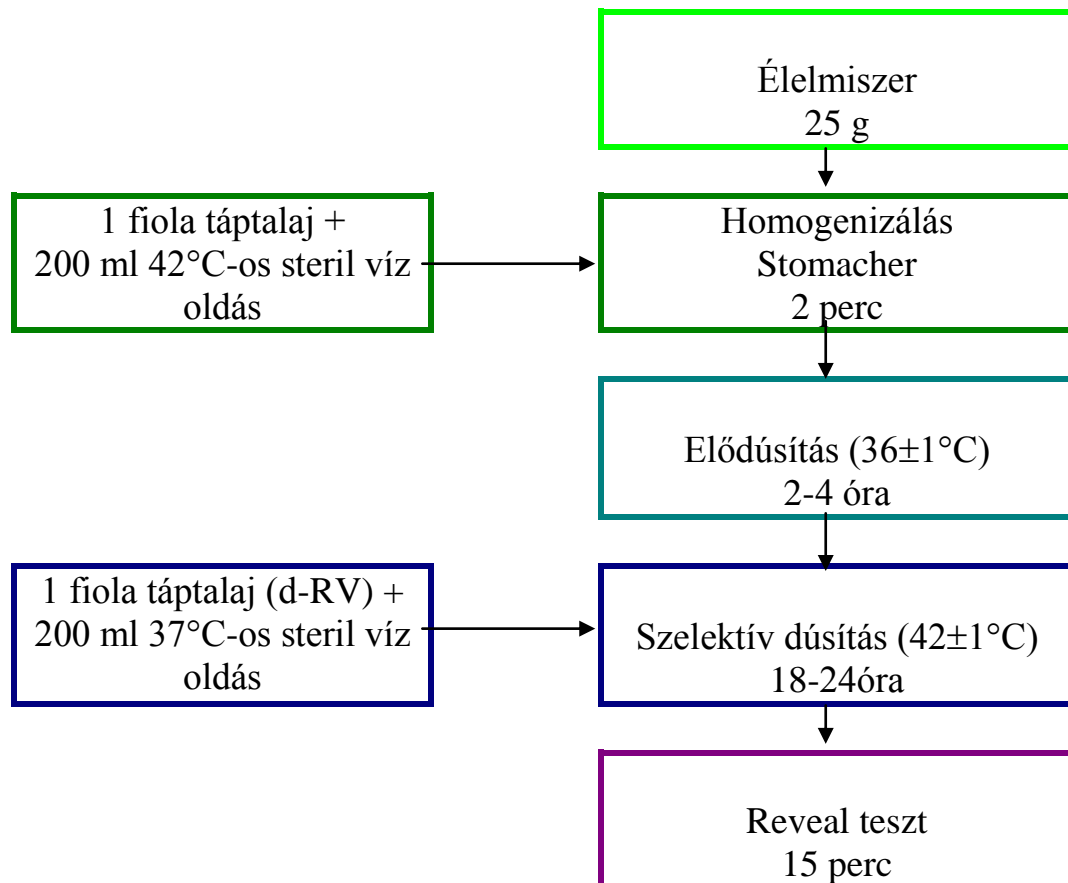 Élelmiszer
25 g
1 fiola táptalaj +
200 ml 42°C-os steril víz
oldás
Homogenizálás
Stomacher
2 perc
Elődúsítás (36±1°C)
2-4 óra
1 fiola táptalaj (d-RV) +
200 ml 37°C-os steril víz
oldás
Szelektív dúsítás (42±1°C)
18-24óra
Reveal teszt
15 perc